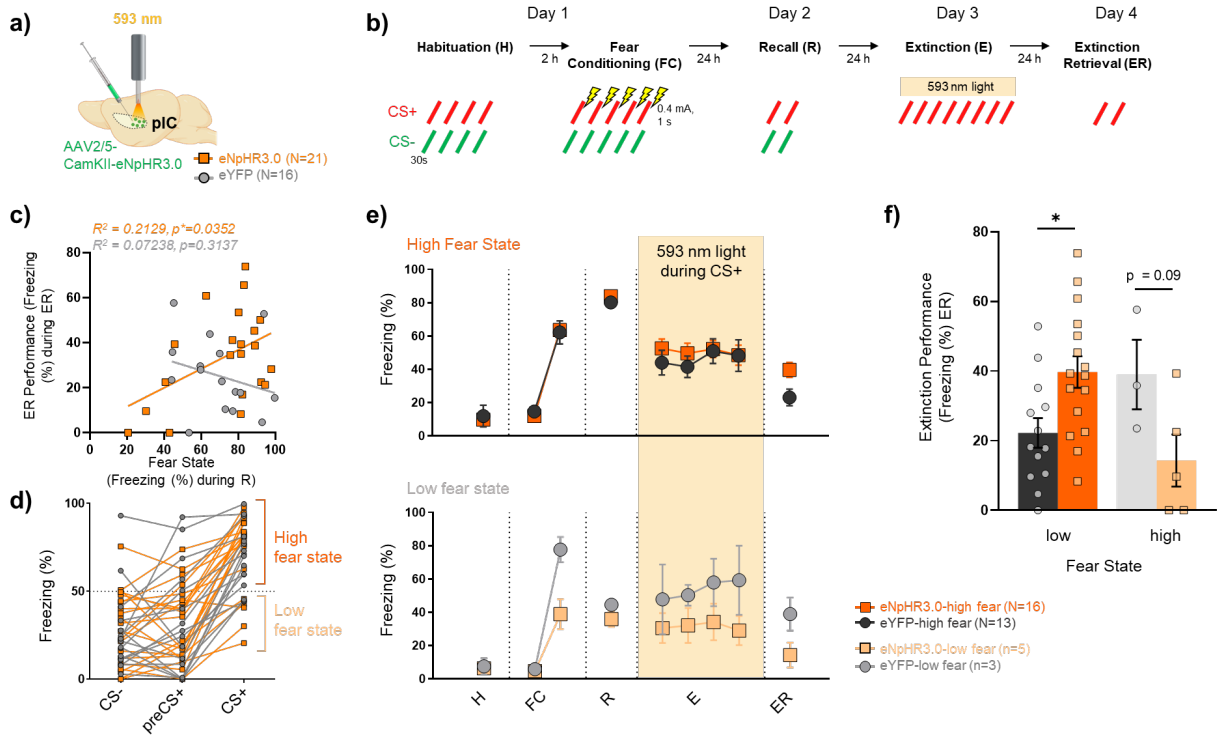 a)
593 nm
pIC
AAV2/5-
CamKII-eNpHR3.0
eNpHR3.0 (N=21)
eYFP (N=16)
b)
Day 1
Day 2
Day 3
Day 4
Habituation (H)
2 h
Fear
Conditioning (FC)
24 h
Recall (R)
24 h
Extinction (E)
24 h
Extinction
Retrieval (ER)
593 nm light
CS+
0.4 mA,
1 s
CS-
30s
c)
R² = 0.2129, p*=0.0352
R² = 0.07238, p=0.3137
ER Performance (Freezing
(%) during ER)
80
60
40
20
0
0 20 40 60 80 100
Fear State
(Freezing (%) during R)
d)
Freezing (%)
100
50
0
CS-
preCS+
CS+
High
fear state
Low
fear state
e)
High Fear State
593 nm light
during CS+
Freezing (%)
100
80
60
40
20
0
Low fear state
Freezing (%)
100
80
60
40
20
0
H
FC
R
E
ER
f)
Extinction Performance
(Freezing (%) ER)
80
60
40
20
0
*
p = 0.09
low
high
Fear State
eNpHR3.0-high fear (N=16)
eYFP-high fear (N=13)
eNpHR3.0-low fear (n=5)
eYFP-low fear (n=3)